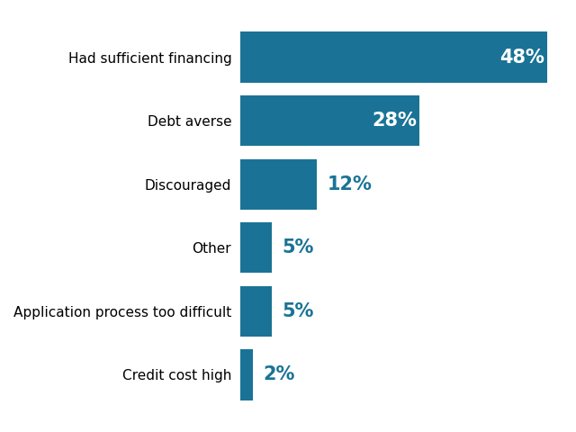 Had sufficient financing 48%
Debt averse 28%
Discouraged 12%
Other 5%
Application process too difficult 5%
Credit cost high 2%